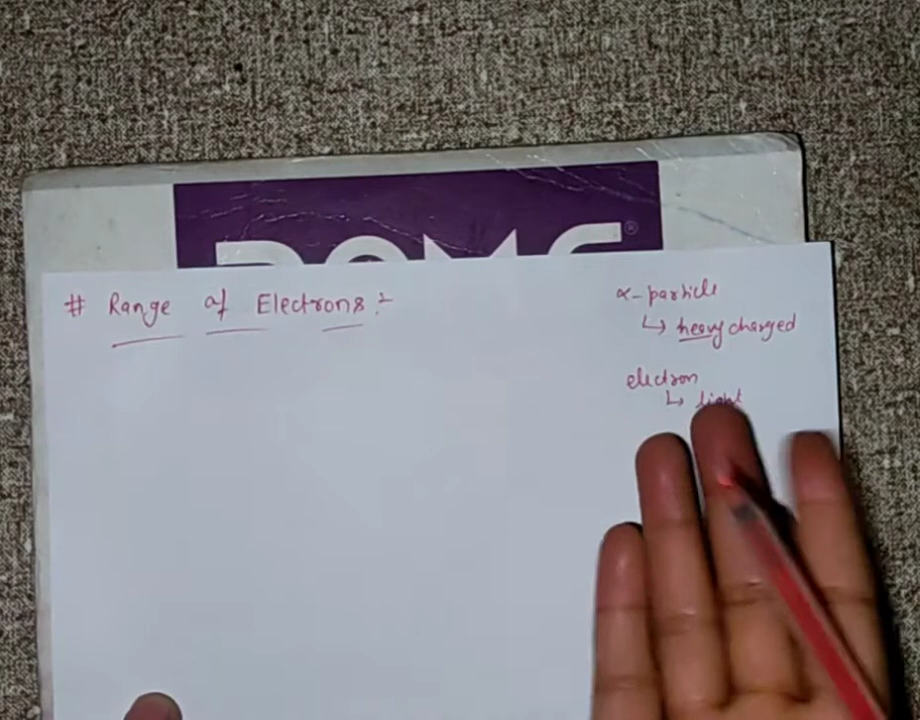 # Range of Electrons :-
α-particle
↳ heavy charged
electron
↳ light
®